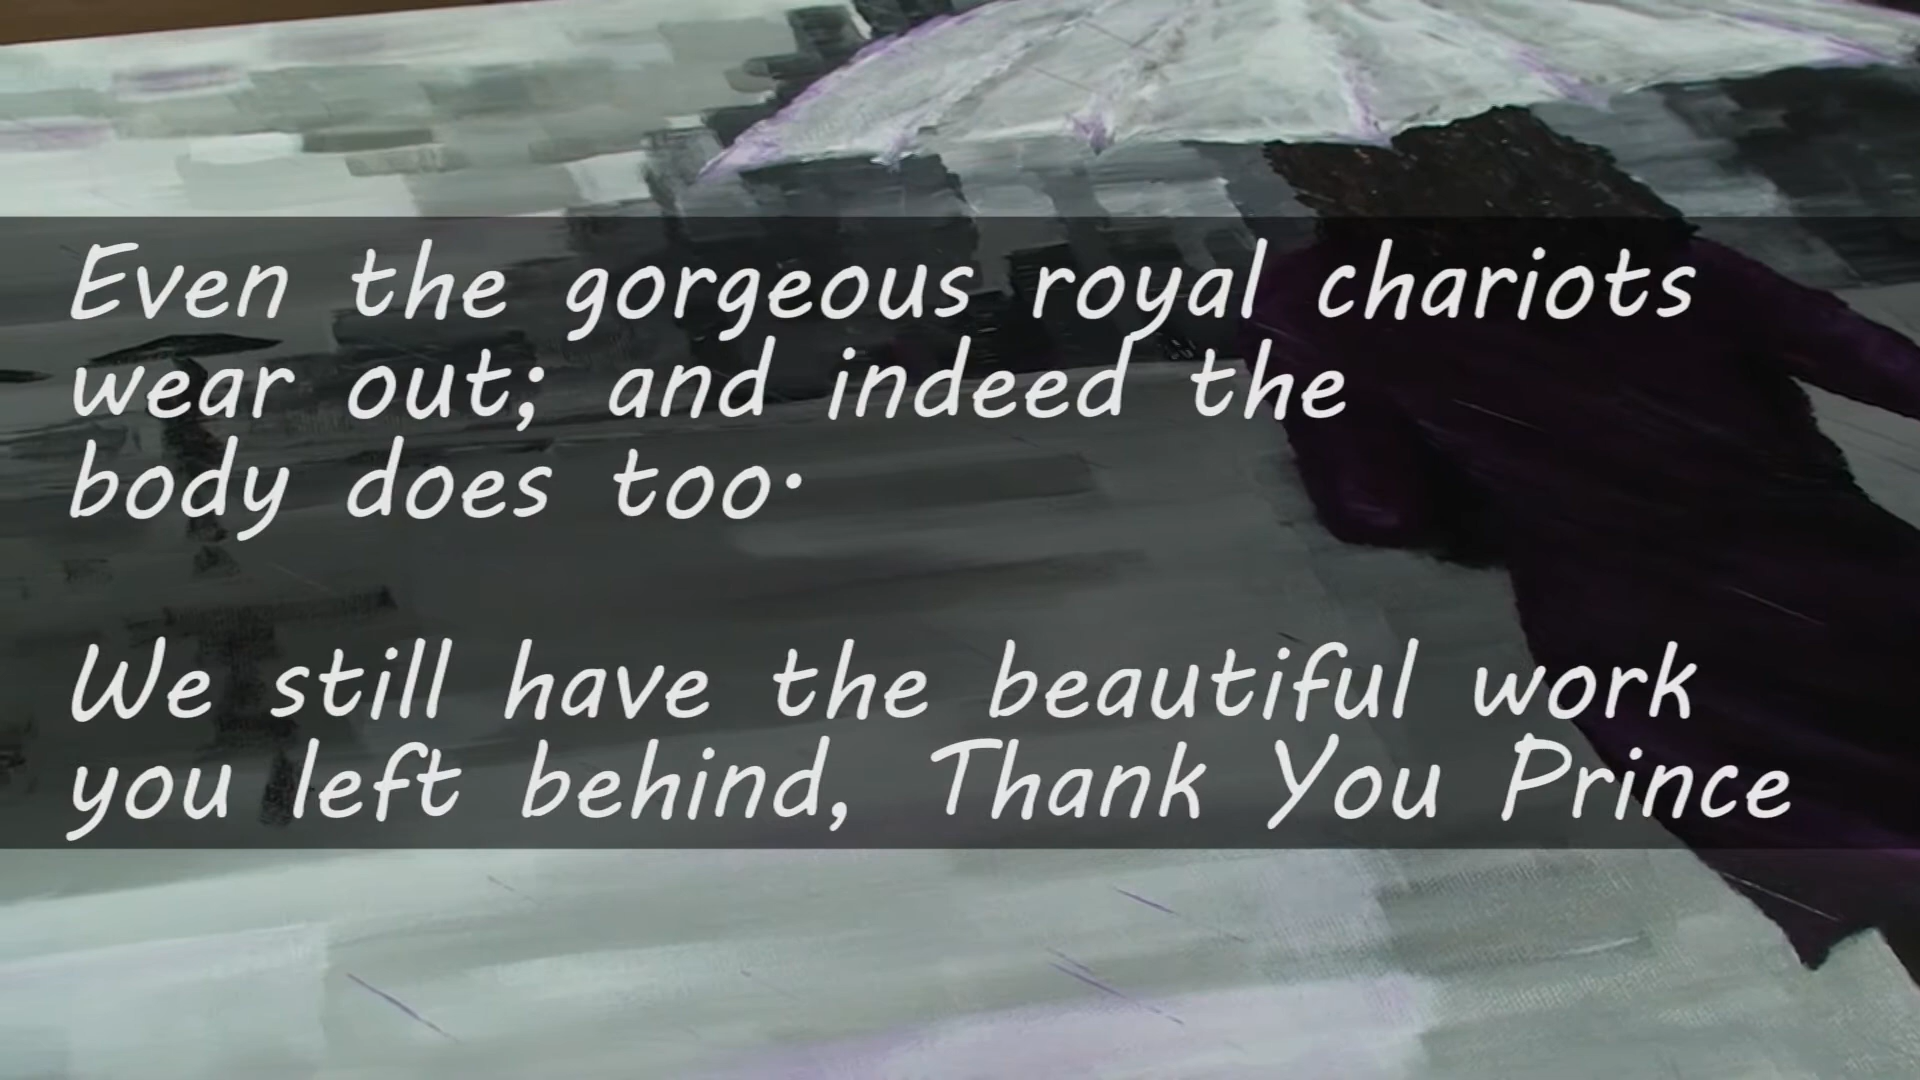 Even the gorgeous royal chariots
wear out; and indeed the
body does too.
We still have the beautiful work
you left behind, Thank You Prince